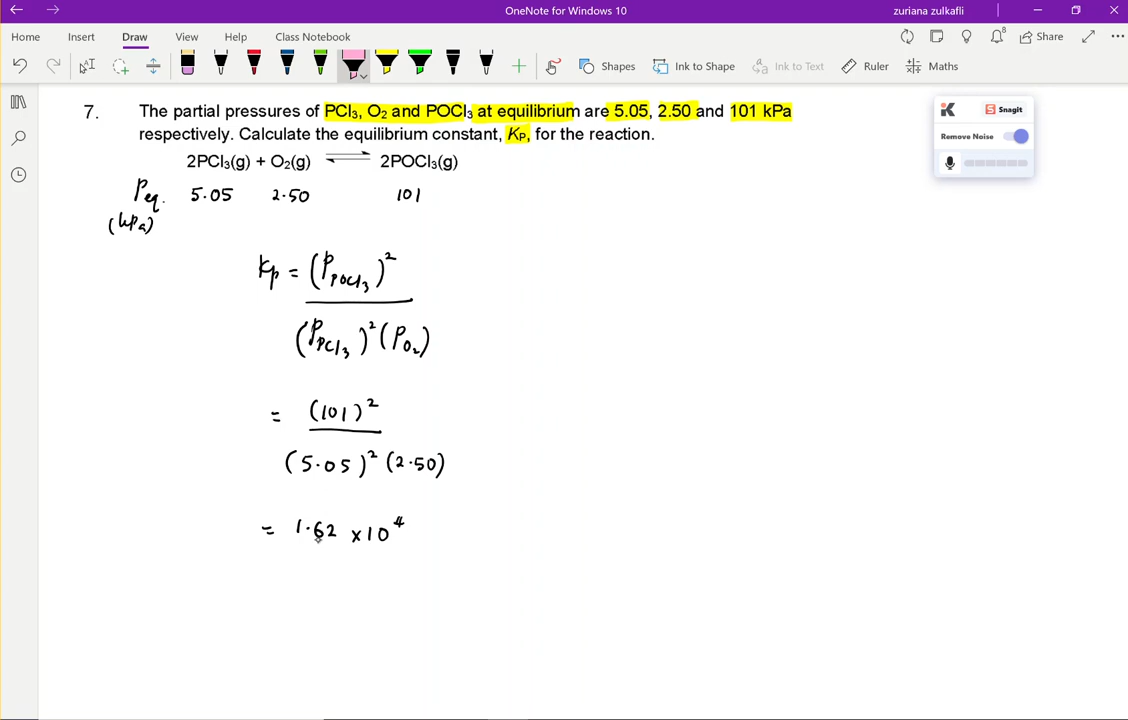 OneNote for Windows 10
zuriana zulkafli
Home Insert Draw View Help Class Notebook
8
Share
Shapes Ink to Shape Ink to Text Ruler Maths
7. The partial pressures of PCl₃, O₂ and POCl₃ at equilibrium are 5.05, 2.50 and 101 kPa
respectively. Calculate the equilibrium constant, KP, for the reaction.
2PCl₃(g) + O₂(g) ⇌ 2POCl₃(g)
Peq. 5.05 2.50 101
(kPa)
Kp = (P POCl₃)²
(P PCl₃)² (P O₂)
= (101)²
(5.05)² (2.50)
= 1.62 x10⁴
Snagit
Remove Noise